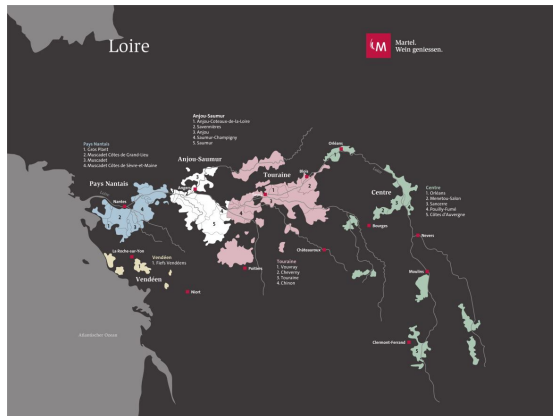 Loire
Martel.
Wein geniessen.
Anjou-Saumur
1. Anjou-Coteaux-de-la-Loire
2. Savennières
3. Anjou
4. Saumur-Champigny
5. Saumur
Pays Nantais
1. Gros Plant
2. Muscadet Côtes de Grand Lieu
3. Muscadet
4. Muscadet Côtes de Sèvre-et-Maine
Anjou-Saumur
Orléans
Pays Nantais
Angers
Touraine
Blois
Centre
Centre
1. Orléans
2. Menetou-Salon
3. Sancerre
4. Pouilly-Fumé
5. Côtes d'Auvergne
Nantes
Bourges
Nevers
La Roche-sur-Yon
Vendéen
1. Fiefs Vendéens
Châteauroux
Vendéen
Poitiers
Touraine
1. Vouvray
2. Cheverny
3. Touraine
4. Chinon
Moulins
Niort
Atlantischer Ozean
Clermont-Ferrand